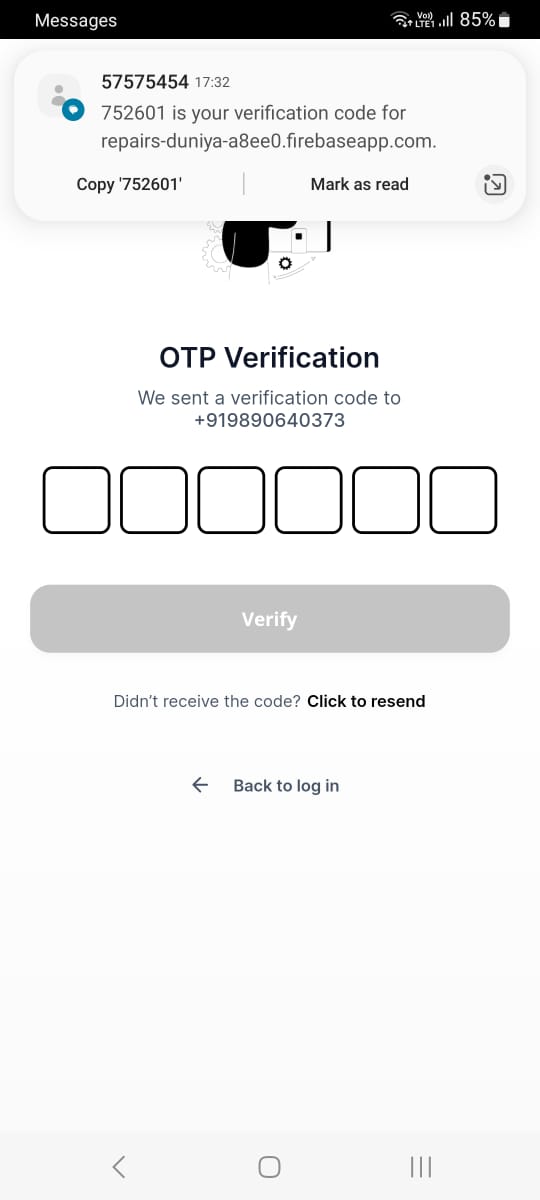 Messages
Vo)) LTE1 85%
57575454 17:32
752601 is your verification code for
repairs-duniya-a8ee0.firebaseapp.com.
Copy '752601' Mark as read
OTP Verification
We sent a verification code to
+919890640373
Verify
Didn’t receive the code? Click to resend
Back to log in